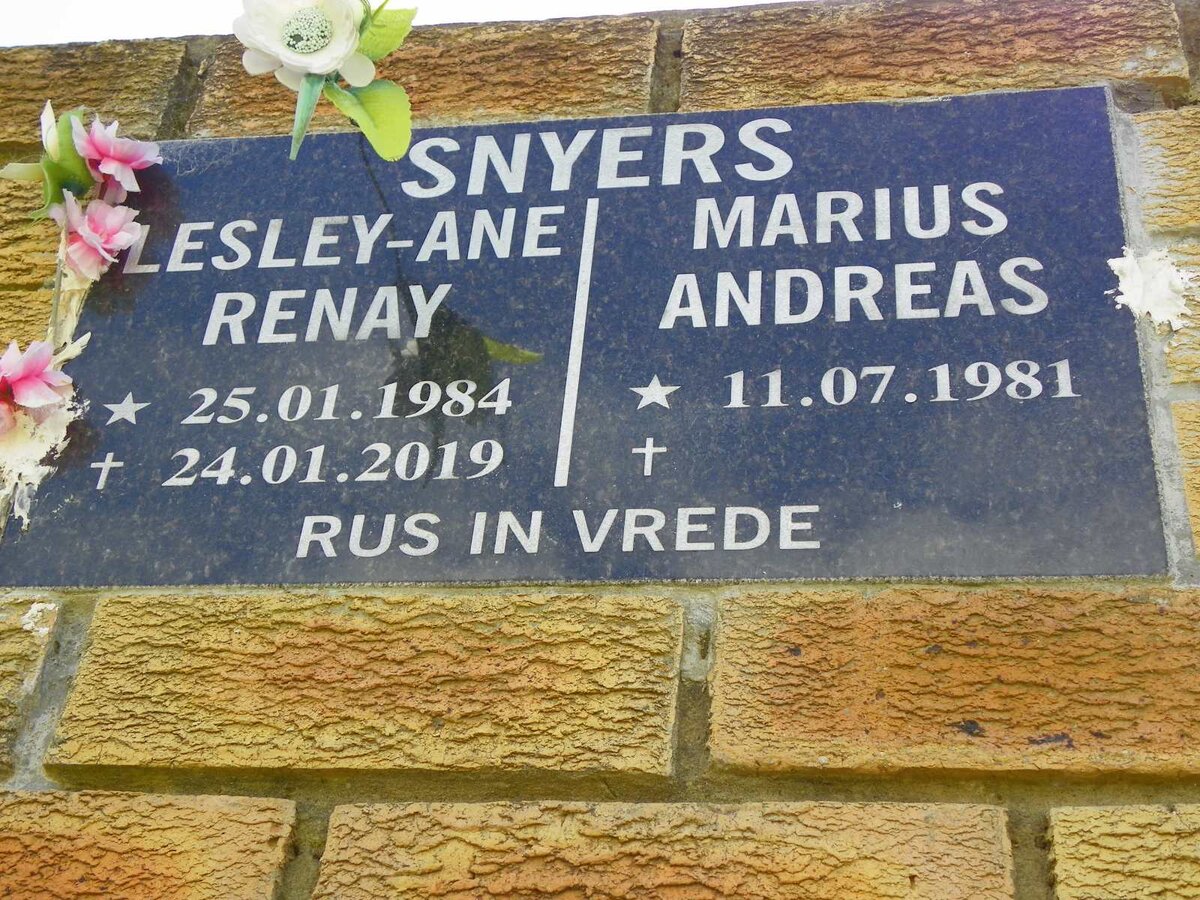 SNYERS
LESLEY-ANE
RENAY
★ 25.01.1984
✝ 24.01.2019
MARIUS
ANDREAS
★ 11.07.1981
✝
RUS IN VREDE